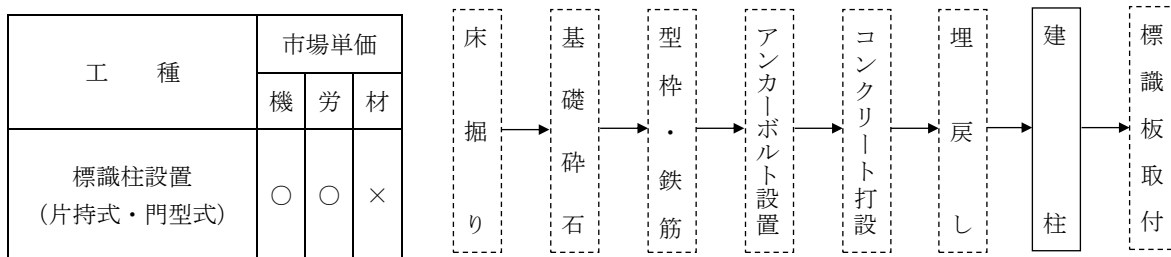 工　種
市場単価
機
労
材
標識柱設置
（片持式・門型式）
○
○
×
床掘り
基礎砕石
型枠・鉄筋
アンカーボルト設置
コンクリート打設
埋戻し
建柱
標識板取付